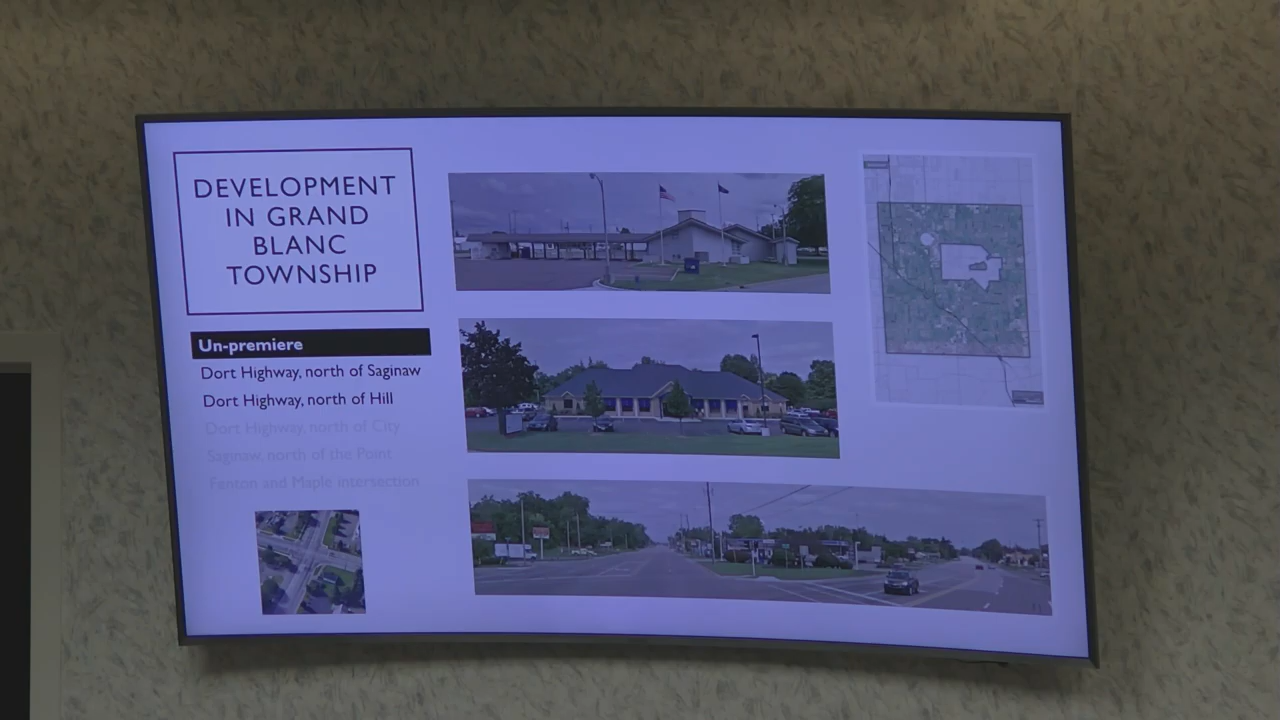 DEVELOPMENT
IN GRAND
BLANC
TOWNSHIP
Un-premiere
Dort Highway, north of Saginaw
Dort Highway, north of Hill
Dort Highway, north of City
Saginaw, north of the Point
Fenton and Maple intersection